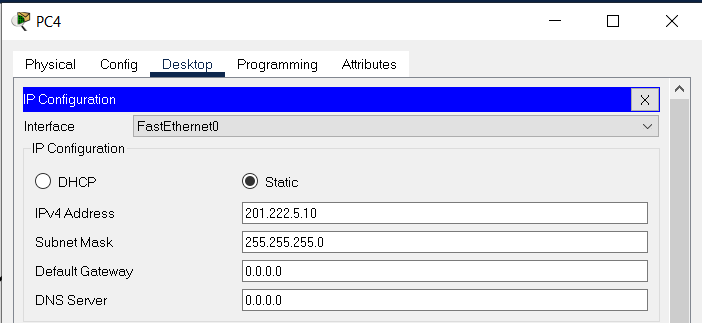 PC4
Physical Config Desktop Programming Attributes
IP Configuration X
Interface FastEthernet0
IP Configuration
DHCP Static
IPv4 Address 201.222.5.10
Subnet Mask 255.255.255.0
Default Gateway 0.0.0.0
DNS Server 0.0.0.0